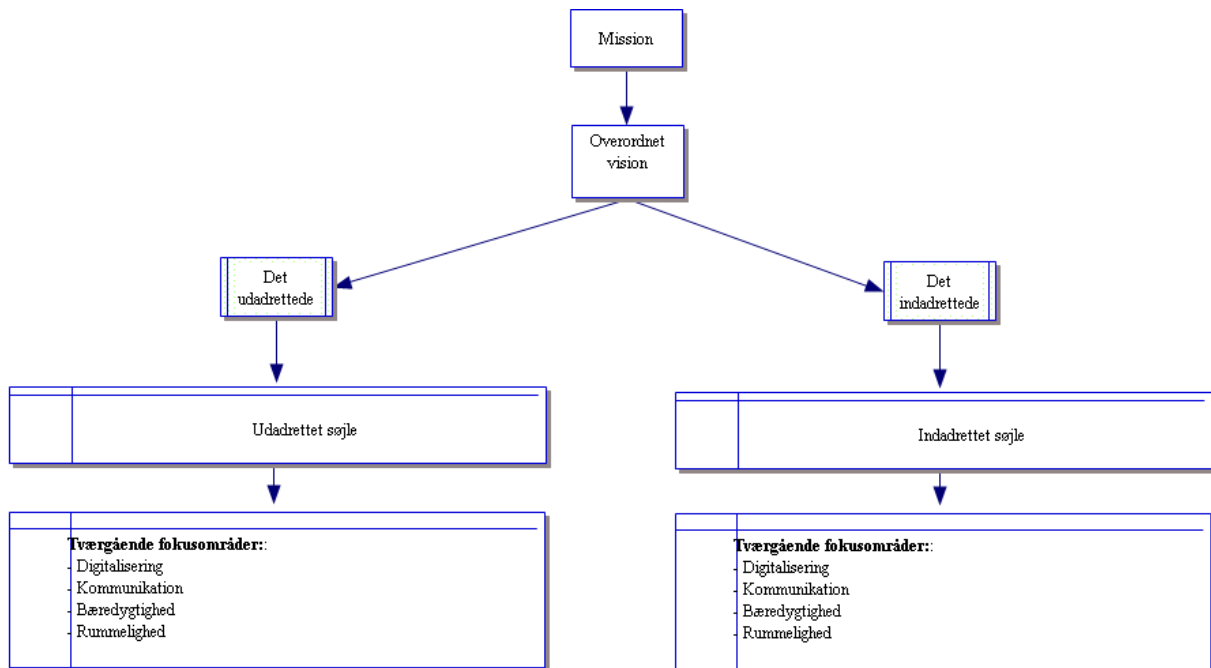 Mission
Overordnet
vision
Det
udadrettede
Det
indadrettede
Udadrettet søjle
Indadrettet søjle
Tværgående fokusområder::
- Digitalisering
- Kommunikation
- Bæredygtighed
- Rummelighed
Tværgående fokusområder::
- Digitalisering
- Kommunikation
- Bæredygtighed
- Rummelighed